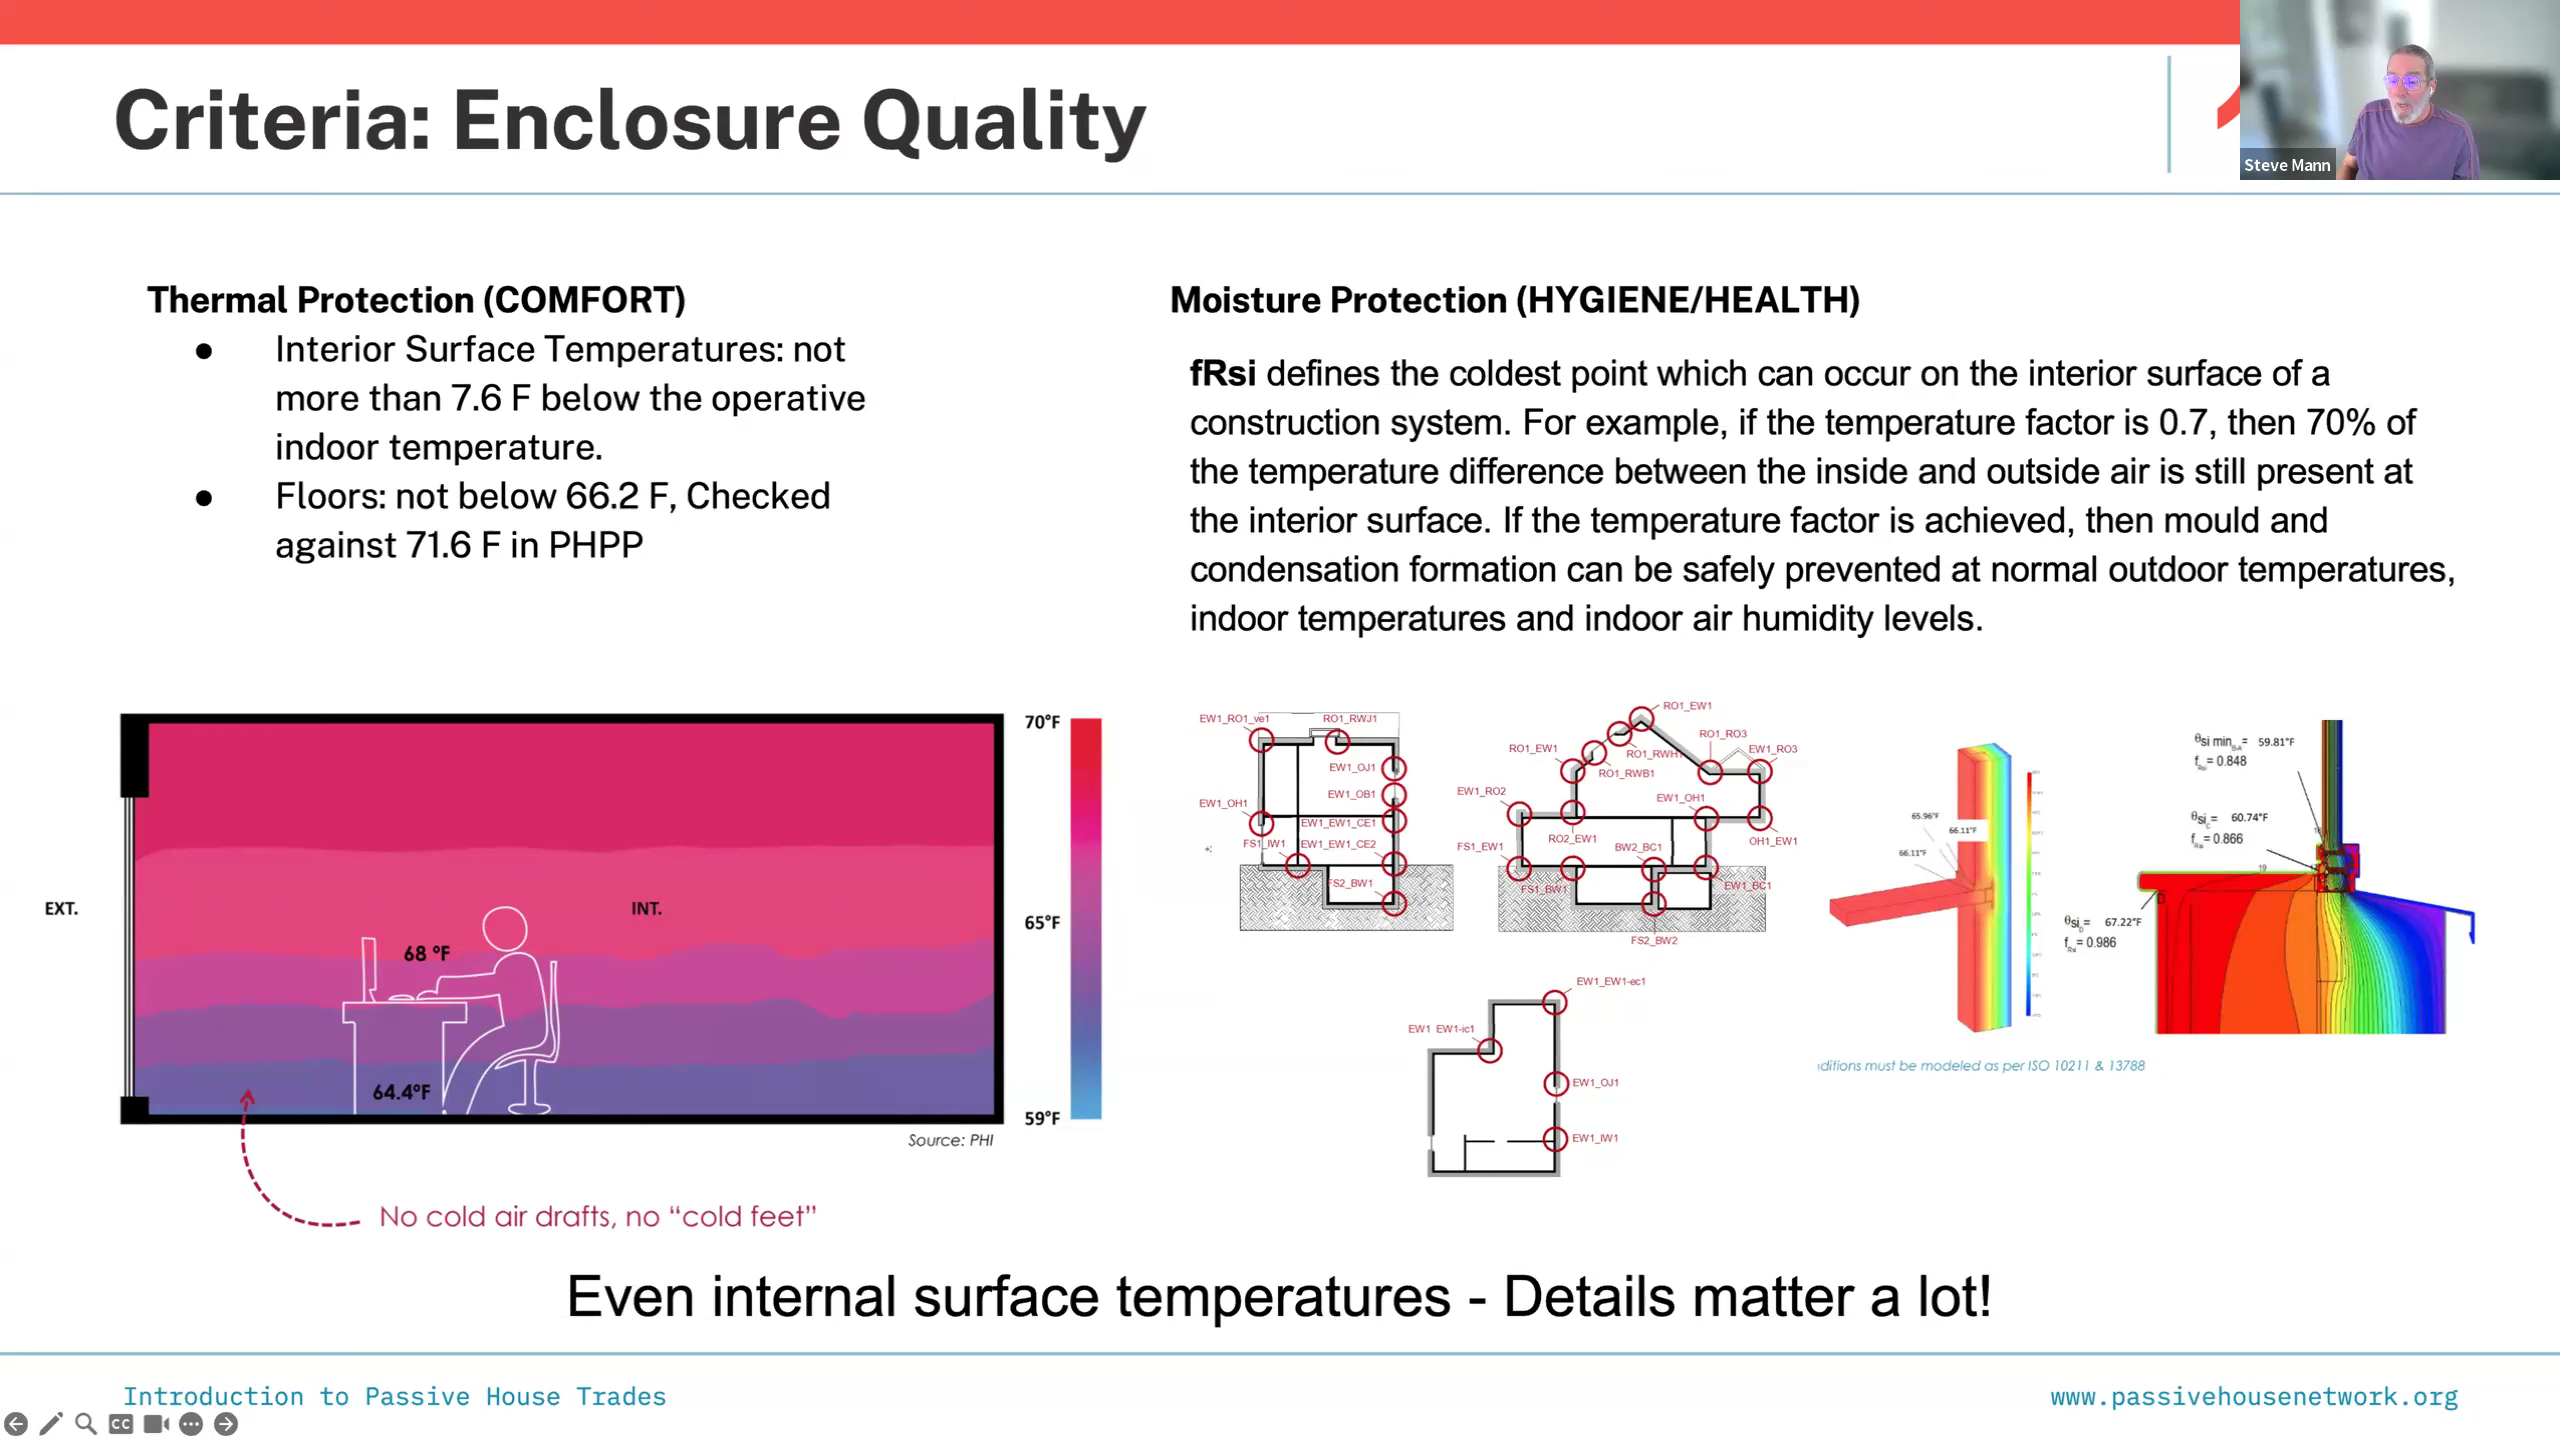 Criteria: Enclosure Quality
Steve Mann
Thermal Protection (COMFORT)
● Interior Surface Temperatures: not
more than 7.6 F below the operative
indoor temperature.
● Floors: not below 66.2 F, Checked
against 71.6 F in PHPP
Moisture Protection (HYGIENE/HEALTH)
fRsi defines the coldest point which can occur on the interior surface of a
construction system. For example, if the temperature factor is 0.7, then 70% of
the temperature difference between the inside and outside air is still present at
the interior surface. If the temperature factor is achieved, then mould and
condensation formation can be safely prevented at normal outdoor temperatures,
indoor temperatures and indoor air humidity levels.
70°F
65°F
59°F
EXT.
INT.
68 °F
64.4°F
Source: PHI
No cold air drafts, no “cold feet”
EW1_RO1_ve1
RO1_RWJ1
EW1_OJ1
EW1_OB1
EW1_OH1
EW1_EW1_CE1
FS1_IW1
EW1_EW1_CE2
FS2_BW1
RO1_EW1
RO1_RO3
RO1_EW1
RO1_RWH1
EW1_RO3
RO1_RWB1
EW1_RO2
EW1_OH1
RO2_EW1
OH1_EW1
FS1_EW1
BW2_BC1
FS1_BW1
EW1_BC1
FS2_BW2
EW1_EW1-ec1
EW1 EW1-ic1
EW1_OJ1
EW1_IW1
65.96°F
66.11°F
66.11°F
θsi min = 59.81°F
fRsi= 0.848
θsi = 60.74°F
fRsi= 0.866
19
θsi = 67.22°F
fRsi= 0.986
ditions must be modeled as per ISO 10211 & 13788
Even internal surface temperatures - Details matter a lot!
Introduction to Passive House Trades
www.passivehousenetwork.org
CC